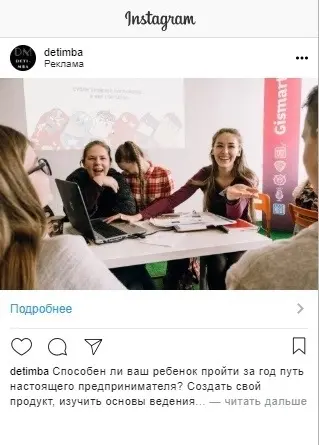 Instagram
detimba
Реклама
Gismart
Подробнее
detimba Способен ли ваш ребенок пройти за год путь
настоящего предпринимателя? Создать свой
продукт, изучить основы ведения... — читать дальше